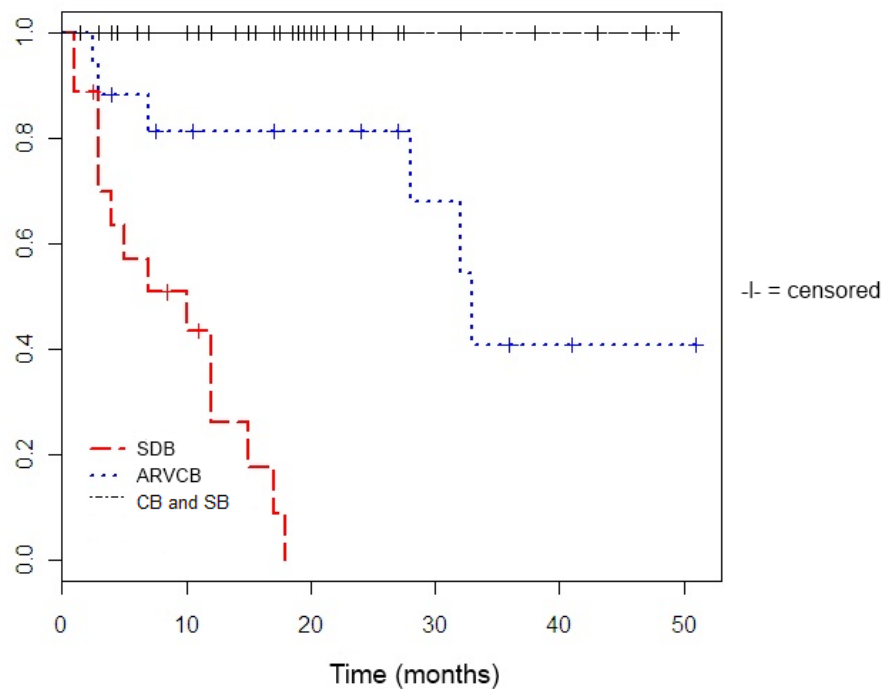 1.0
0.8
0.6
0.4
0.2
0.0
-I- = censored
SDB
ARVCB
CB and SB
0 10 20 30 40 50
Time (months)